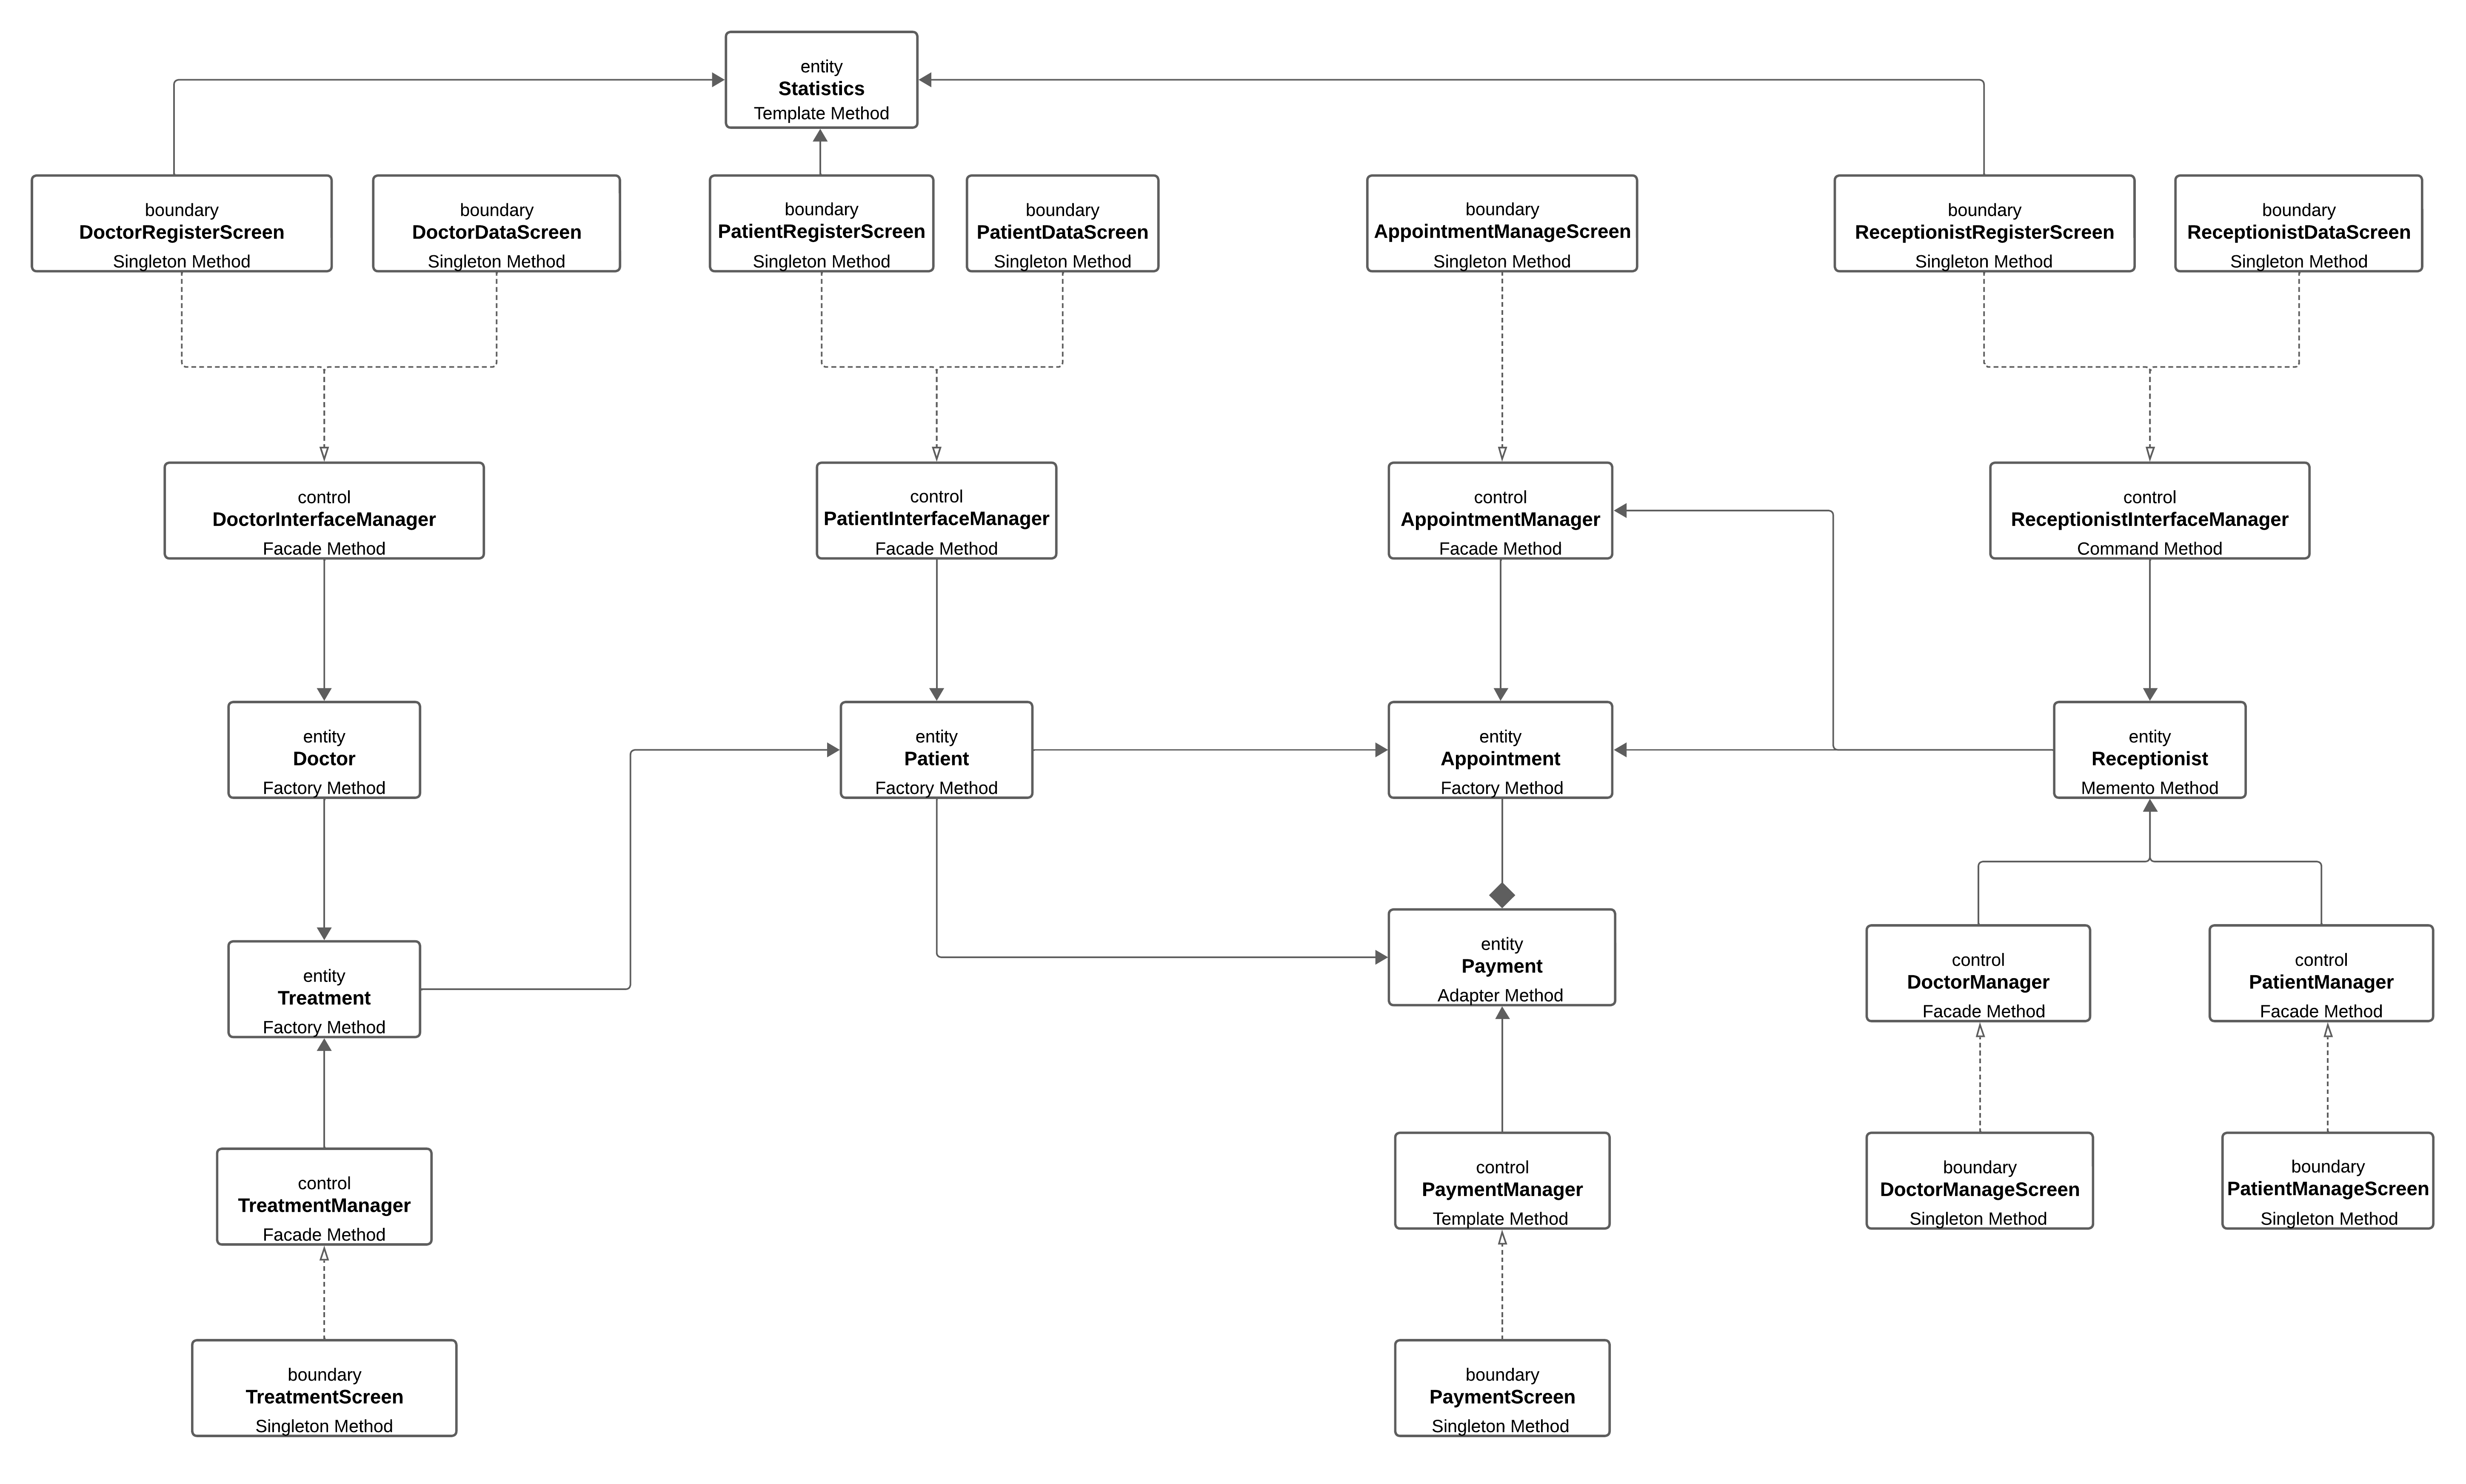 entity
Statistics
Template Method
boundary
DoctorRegisterScreen
Singleton Method
boundary
DoctorDataScreen
Singleton Method
boundary
PatientRegisterScreen
Singleton Method
boundary
PatientDataScreen
Singleton Method
boundary
AppointmentManageScreen
Singleton Method
boundary
ReceptionistRegisterScreen
Singleton Method
boundary
ReceptionistDataScreen
Singleton Method
control
DoctorInterfaceManager
Facade Method
control
PatientInterfaceManager
Facade Method
control
AppointmentManager
Facade Method
control
ReceptionistInterfaceManager
Command Method
entity
Doctor
Factory Method
entity
Patient
Factory Method
entity
Appointment
Factory Method
entity
Receptionist
Memento Method
entity
Treatment
Factory Method
entity
Payment
Adapter Method
control
DoctorManager
Facade Method
control
PatientManager
Facade Method
control
TreatmentManager
Facade Method
control
PaymentManager
Template Method
boundary
DoctorManageScreen
Singleton Method
boundary
PatientManageScreen
Singleton Method
boundary
TreatmentScreen
Singleton Method
boundary
PaymentScreen
Singleton Method